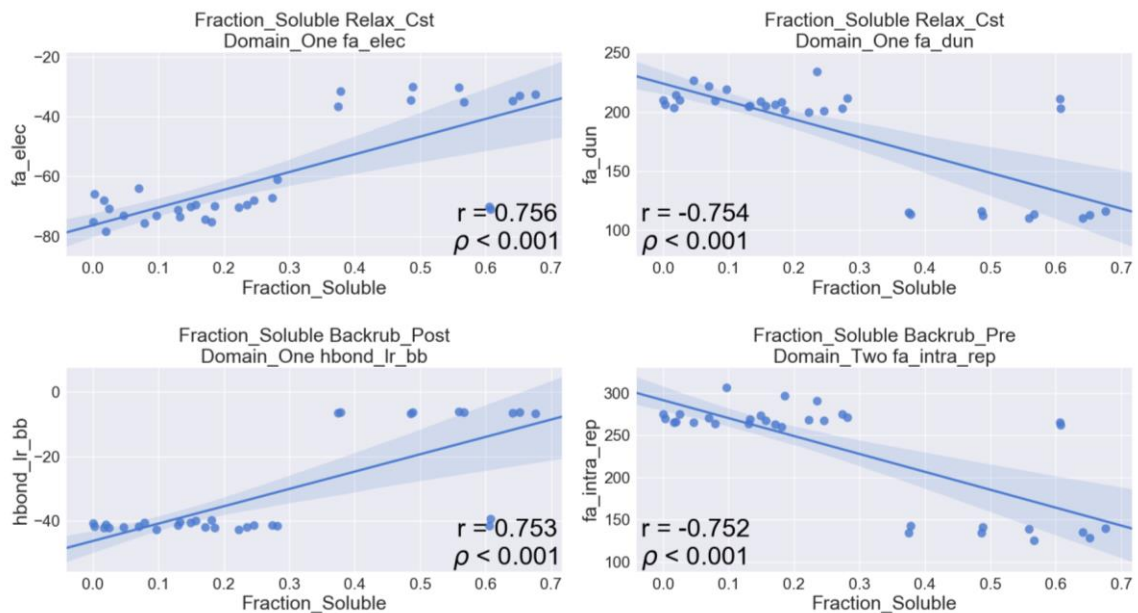 Fraction_Soluble Relax_Cst
Domain_One fa_elec
fa_elec
−20
−40
−60
−80
r = 0.756
ρ < 0.001
0.0 0.1 0.2 0.3 0.4 0.5 0.6 0.7
Fraction_Soluble
Fraction_Soluble Relax_Cst
Domain_One fa_dun
fa_dun
250
200
150
100
r = -0.754
ρ < 0.001
0.0 0.1 0.2 0.3 0.4 0.5 0.6 0.7
Fraction_Soluble
Fraction_Soluble Backrub_Post
Domain_One hbond_lr_bb
hbond_lr_bb
0
−20
−40
r = 0.753
ρ < 0.001
0.0 0.1 0.2 0.3 0.4 0.5 0.6 0.7
Fraction_Soluble
Fraction_Soluble Backrub_Pre
Domain_Two fa_intra_rep
fa_intra_rep
300
250
200
150
100
r = -0.752
ρ < 0.001
0.0 0.1 0.2 0.3 0.4 0.5 0.6 0.7
Fraction_Soluble